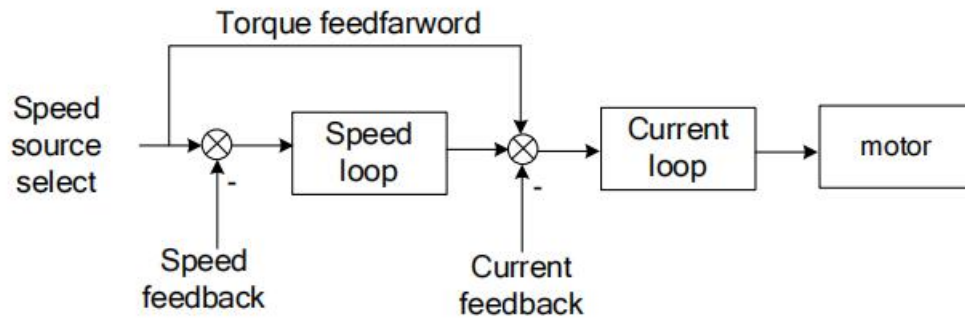 Torque feedfarword
Speed
source
select
Speed
loop
Current
loop
motor
-
-
Speed
feedback
Current
feedback